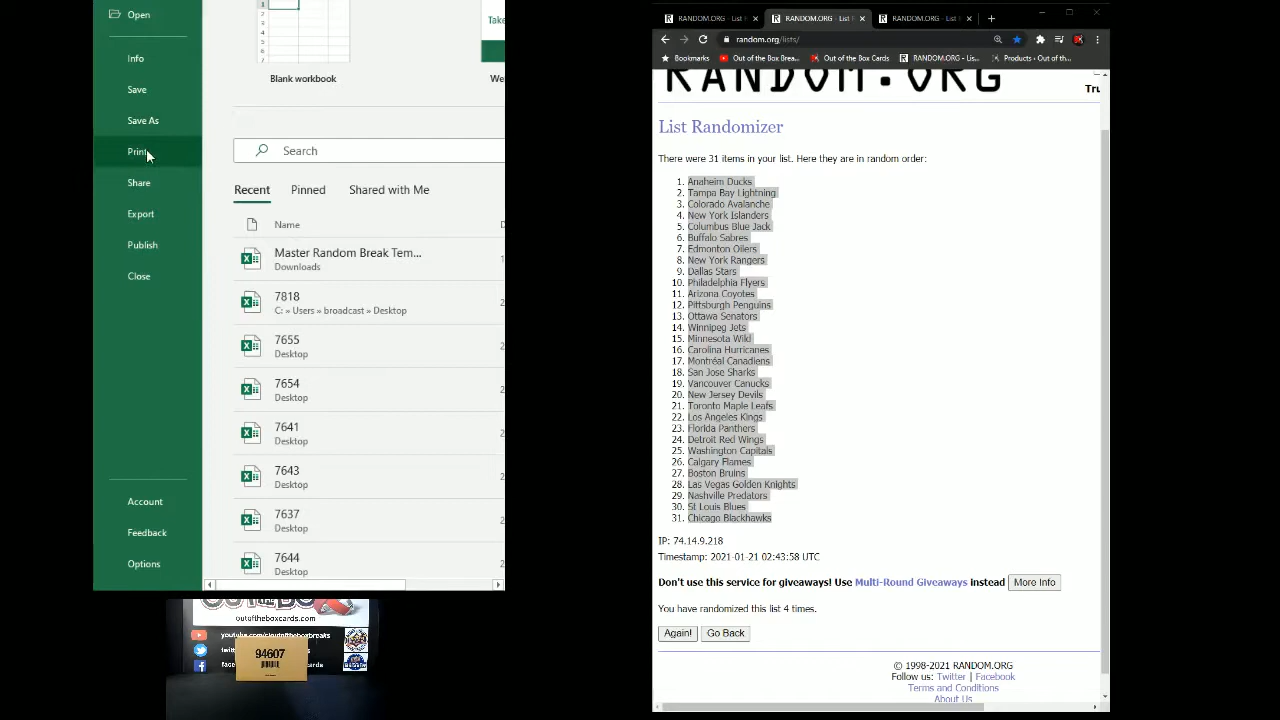 Open
Info
Save
Save As
Print
Share
Export
Publish
Close
Account
Feedback
Options
Take
Blank workbook
We
Search
Recent Pinned Shared with Me
Name D
Master Random Break Tem...
Downloads
7818
C: » Users » broadcast » Desktop
7655
Desktop
7654
Desktop
7641
Desktop
7643
Desktop
7637
Desktop
7644
Desktop
outoftheboxcards.com
94607
RANDOM.ORG - List RANDOM.ORG - List RANDOM.ORG - List
random.org/lists/
Bookmarks Out of the Box Brea... Out of the Box Cards RANDOM.ORG - Lis... Products ‹ Out of th...
RANDOM.ORG
Tru
List Randomizer
There were 31 items in your list. Here they are in random order:
1. Anaheim Ducks
2. Tampa Bay Lightning
3. Colorado Avalanche
4. New York Islanders
5. Columbus Blue Jack
6. Buffalo Sabres
7. Edmonton Oilers
8. New York Rangers
9. Dallas Stars
10. Philadelphia Flyers
11. Arizona Coyotes
12. Pittsburgh Penguins
13. Ottawa Senators
14. Winnipeg Jets
15. Minnesota Wild
16. Carolina Hurricanes
17. Montréal Canadiens
18. San Jose Sharks
19. Vancouver Canucks
20. New Jersey Devils
21. Toronto Maple Leafs
22. Los Angeles Kings
23. Florida Panthers
24. Detroit Red Wings
25. Washington Capitals
26. Calgary Flames
27. Boston Bruins
28. Las Vegas Golden Knights
29. Nashville Predators
30. St Louis Blues
31. Chicago Blackhawks
IP: 74.14.9.218
Timestamp: 2021-01-21 02:43:58 UTC
Don't use this service for giveaways! Use Multi-Round Giveaways instead More Info
You have randomized this list 4 times.
Again! Go Back
© 1998-2021 RANDOM.ORG
Follow us: Twitter | Facebook
Terms and Conditions
About Us